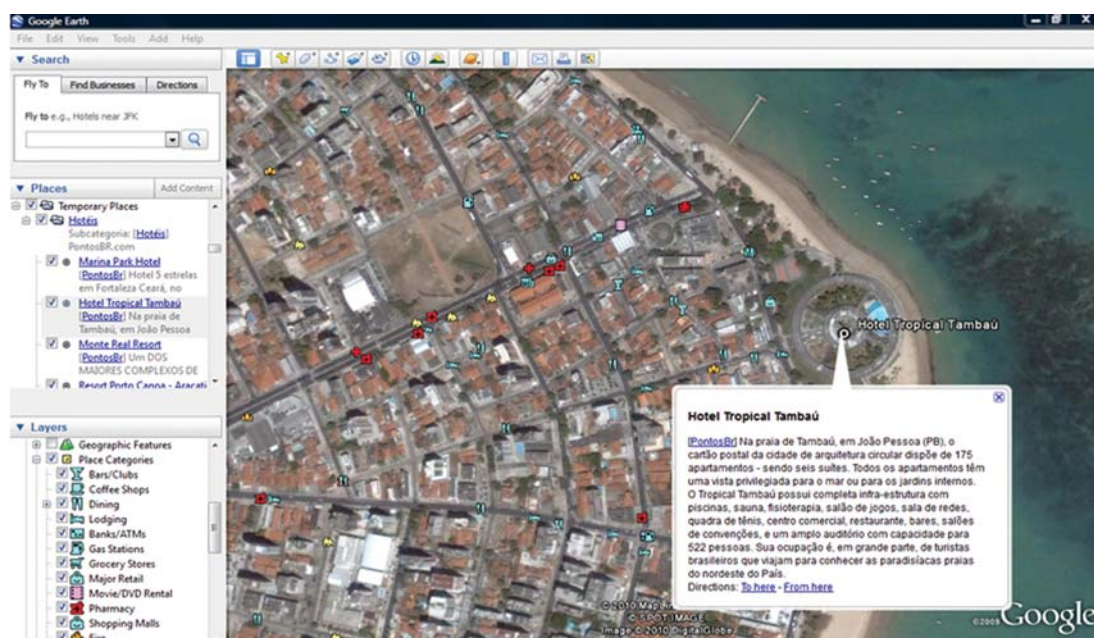 Google Earth
File Edit View Tools Add Help
Search
Fly To Find Businesses Directions
Fly to e.g., Hotels near JFK
Places Add Content
Temporary Places
Hotéis
Subcategoria: [Hotéis]
PontosBR.com
Marina Park Hotel
[PontosBr] Hotel 5 estrelas
em Fortaleza Ceará, no
Hotel Tropical Tambaú
[PontosBr] Na praia de
Tambaú, em João Pessoa
Monte Real Resort
[PontosBr] Um DOS
MAIORES COMPLEXOS DE
Resort Porto Canoa - Aracati
Layers
Geographic Features
Place Categories
Bars/Clubs
Coffee Shops
Dining
Lodging
Banks/ATMs
Gas Stations
Grocery Stores
Major Retail
Movie/DVD Rental
Pharmacy
Shopping Malls
Fire
Hotel Tropical Tambaú
Hotel Tropical Tambaú
[PontosBr] Na praia de Tambaú, em João Pessoa (PB), o
cartão postal da cidade de arquitetura circular dispõe de 175
apartamentos - sendo seis suítes. Todos os apartamentos têm
uma vista privilegiada para o mar ou para os jardins internos.
O Tropical Tambaú possui completa infra-estrutura com
piscinas, sauna, fisioterapia, salão de jogos, sala de redes,
quadra de tênis, centro comercial, restaurante, bares, salões
de convenções, e um amplo auditório com capacidade para
522 pessoas. Sua ocupação é, em grande parte, de turistas
brasileiros que viajam para conhecer as paradisíacas praias
do nordeste do País.
Directions: To here - From here
© 2010 MapLin
© SPOT IMAGE
Image © 2010 DigitalGlobe
©2009 Google